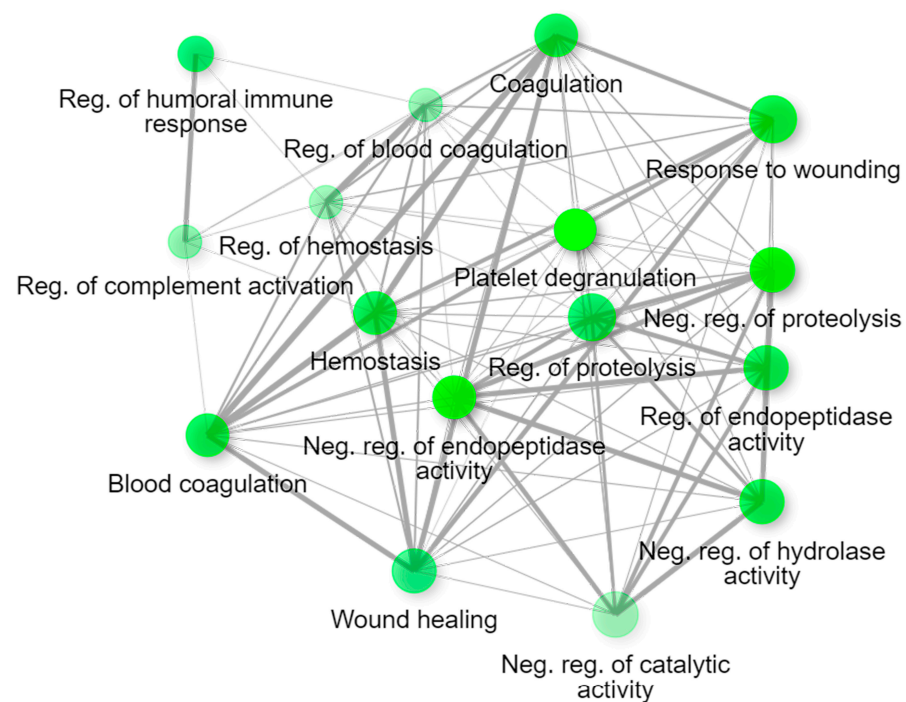 Coagulation
Reg. of humoral immune
response
Reg. of blood coagulation
Response to wounding
Reg. of hemostasis
Platelet degranulation
Reg. of complement activation
Neg. reg. of proteolysis
Hemostasis
Reg. of proteolysis
Reg. of endopeptidase
activity
Neg. reg. of endopeptidase
activity
Blood coagulation
Neg. reg. of hydrolase
activity
Wound healing
Neg. reg. of catalytic
activity